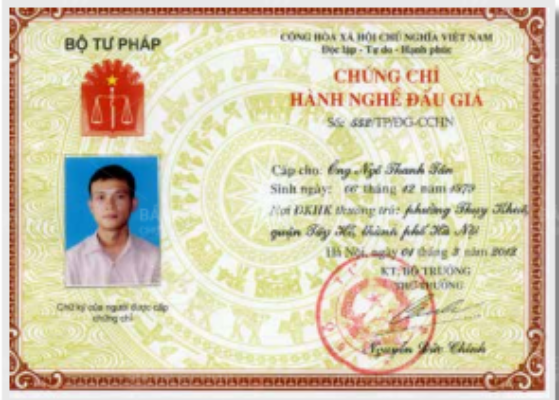 BỘ TƯ PHÁP
CỘNG HÒA XÃ HỘI CHỦ NGHĨA VIỆT NAM
Độc lập - Tự do - Hạnh phúc
CHỨNG CHỈ
HÀNH NGHỀ ĐẤU GIÁ
Số: 552/TP/ĐG-CCHN
Cấp cho: Ông Ngô Thanh Tấn
Sinh ngày: 06 tháng 12 năm 1979
Nơi ĐKHK thường trú: phường Thụy Khuê,
quận Tây Hồ, thành phố Hà Nội
Hà Nội, ngày 01 tháng 3 năm 2012
KT. BỘ TRƯỞNG
THỨ TRƯỞNG
Chữ ký của người được cấp
chứng chỉ
Nguyễn Đức Chính